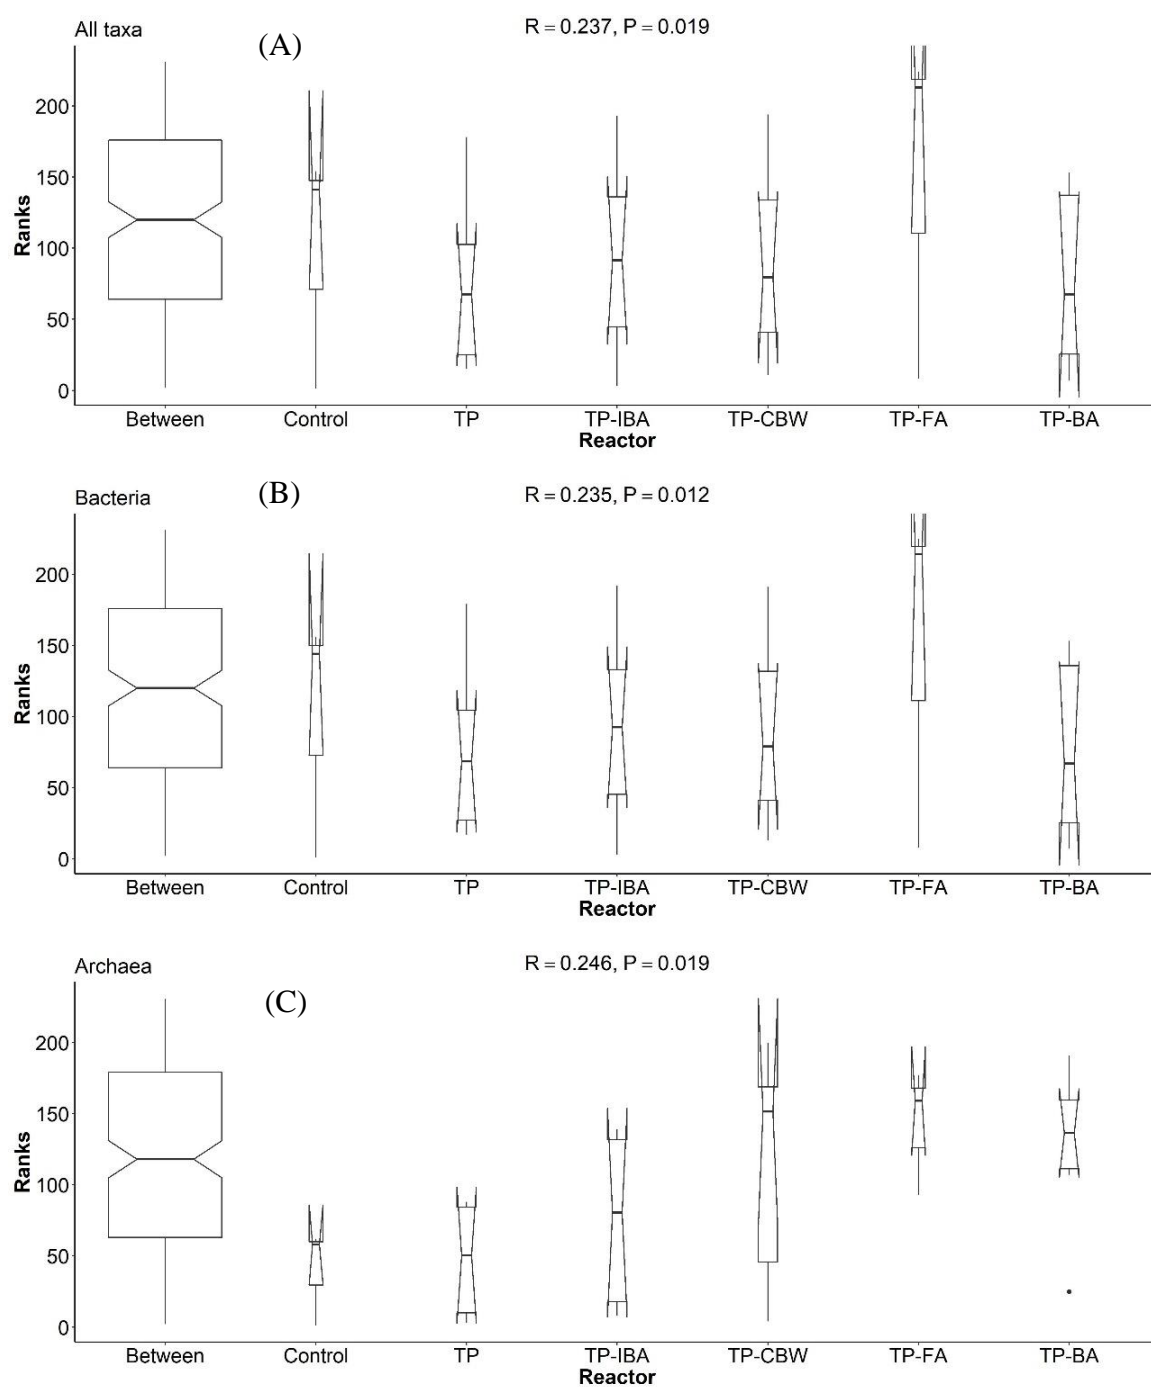 All taxa
(A)
R = 0.237, P = 0.019
Ranks
200
150
100
50
0
Between Control TP TP-IBA TP-CBW TP-FA TP-BA
Reactor
Bacteria
(B)
R = 0.235, P = 0.012
Ranks
200
150
100
50
0
Between Control TP TP-IBA TP-CBW TP-FA TP-BA
Reactor
Archaea
(C)
R = 0.246, P = 0.019
Ranks
200
150
100
50
0
Between Control TP TP-IBA TP-CBW TP-FA TP-BA
Reactor